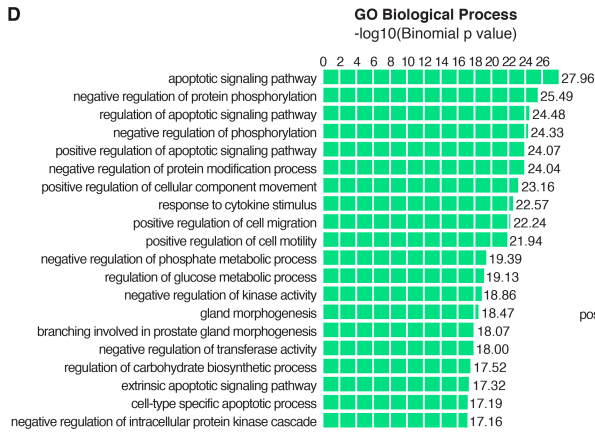 D
GO Biological Process
-log10(Binomial p value)
0 2 4 6 8 10 12 14 16 18 20 22 24 26
apoptotic signaling pathway 27.96
negative regulation of protein phosphorylation 25.49
regulation of apoptotic signaling pathway 24.48
negative regulation of phosphorylation 24.33
positive regulation of apoptotic signaling pathway 24.07
negative regulation of protein modification process 24.04
positive regulation of cellular component movement 23.16
response to cytokine stimulus 22.57
positive regulation of cell migration 22.24
positive regulation of cell motility 21.94
negative regulation of phosphate metabolic process 19.39
regulation of glucose metabolic process 19.13
negative regulation of kinase activity 18.86
gland morphogenesis 18.47 pos
branching involved in prostate gland morphogenesis 18.07
negative regulation of transferase activity 18.00
regulation of carbohydrate biosynthetic process 17.52
extrinsic apoptotic signaling pathway 17.32
cell-type specific apoptotic process 17.19
negative regulation of intracellular protein kinase cascade 17.16